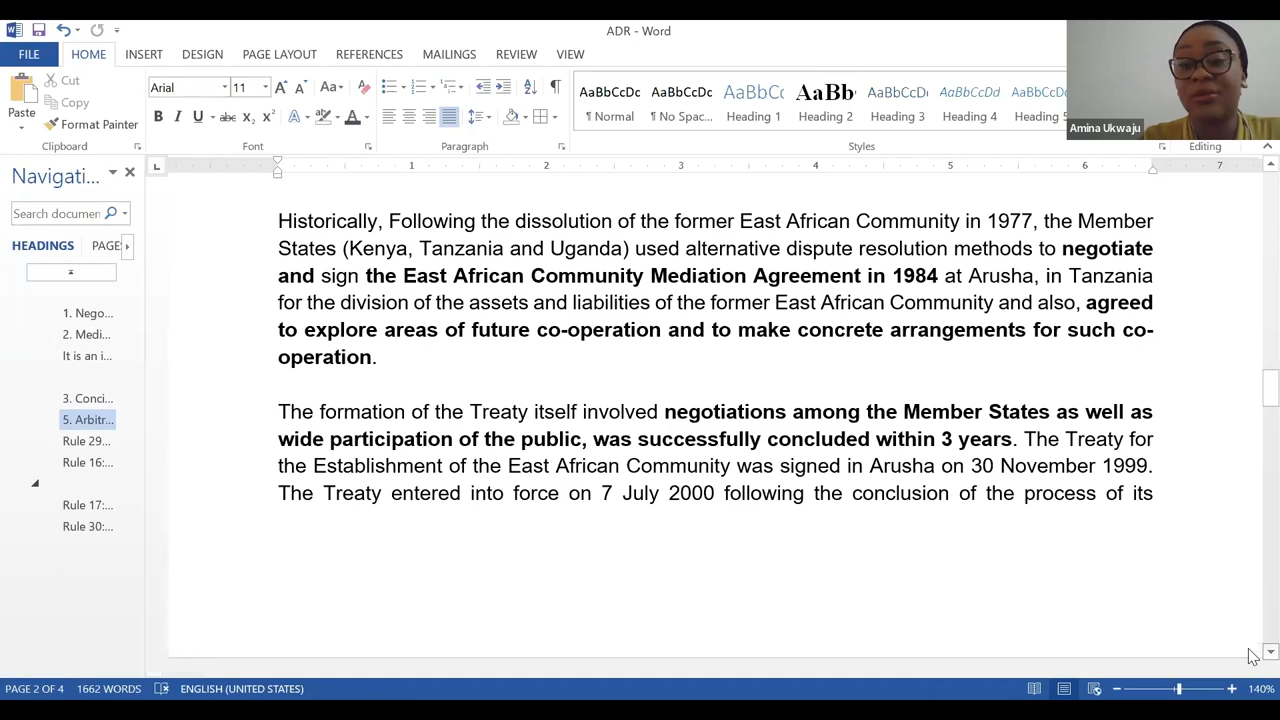 ADR - Word
FILE HOME INSERT DESIGN PAGE LAYOUT REFERENCES MAILINGS REVIEW VIEW
Paste
Cut
Copy
Format Painter
Clipboard
Arial 11
Font
Paragraph
AaBbCcDc AaBbCcDc AaBbCc AaBb AaBbCcDc AaBbCcDd AaBbCcDc
¶ Normal ¶ No Spac... Heading 1 Heading 2 Heading 3 Heading 4 Heading 5
Styles
Editing
Amina Ukwaju
Navigati...
Search documen
HEADINGS PAGE
1. Nego...
2. Medi...
It is an i...
3. Conci...
5. Arbitr...
Rule 29...
Rule 16:...
Rule 17:...
Rule 30:...
1 2 3 4 5 6 7
Historically, Following the dissolution of the former East African Community in 1977, the Member
States (Kenya, Tanzania and Uganda) used alternative dispute resolution methods to negotiate
and sign the East African Community Mediation Agreement in 1984 at Arusha, in Tanzania
for the division of the assets and liabilities of the former East African Community and also, agreed
to explore areas of future co-operation and to make concrete arrangements for such co-
operation.
The formation of the Treaty itself involved negotiations among the Member States as well as
wide participation of the public, was successfully concluded within 3 years. The Treaty for
the Establishment of the East African Community was signed in Arusha on 30 November 1999.
The Treaty entered into force on 7 July 2000 following the conclusion of the process of its
PAGE 2 OF 4 1662 WORDS ENGLISH (UNITED STATES) 140%